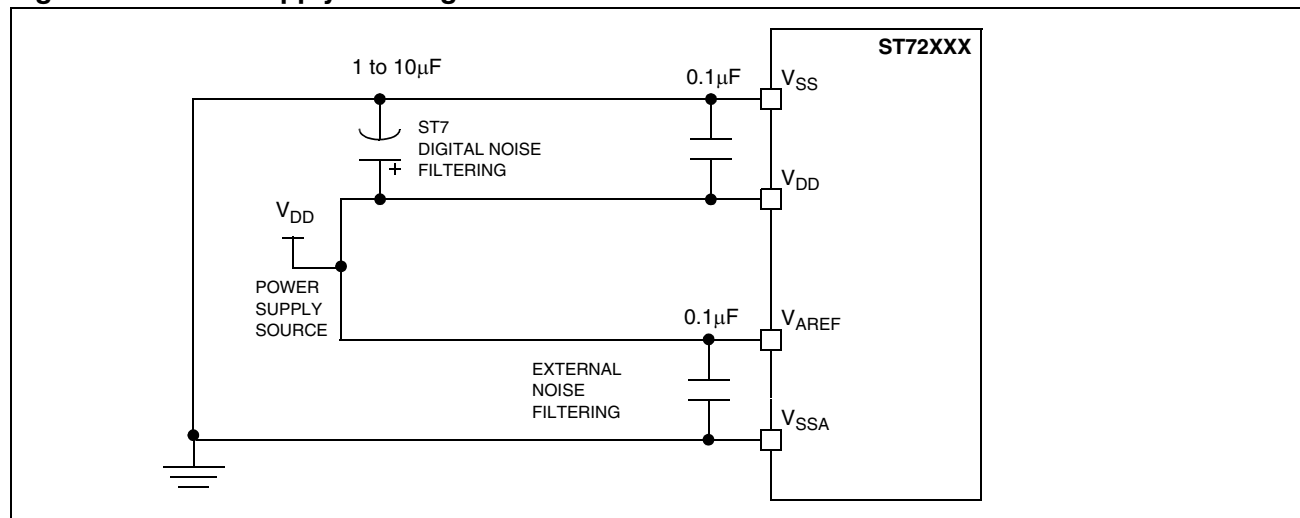 ST72XXX
1 to 10μF
0.1μF
VSS
ST7
DIGITAL NOISE
FILTERING
+
VDD
VDD
POWER
SUPPLY
SOURCE
0.1μF
VAREF
EXTERNAL
NOISE
FILTERING
VSSA